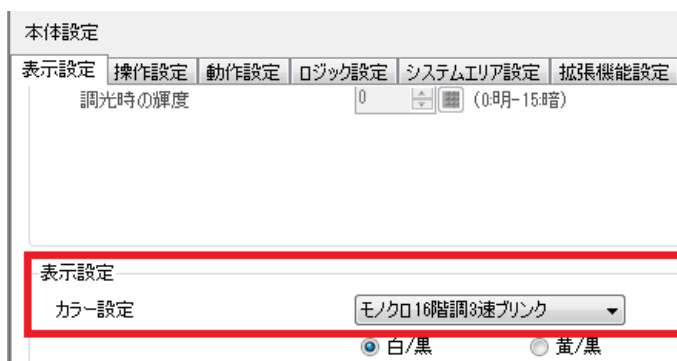 本体設定
表示設定 操作設定 動作設定 ロジック設定 システムエリア設定 拡張機能設定
調光時の輝度 0 (0:明-15:暗)
表示設定
カラー設定 モノクロ16階調3速ブリンク
白/黒 黄/黒